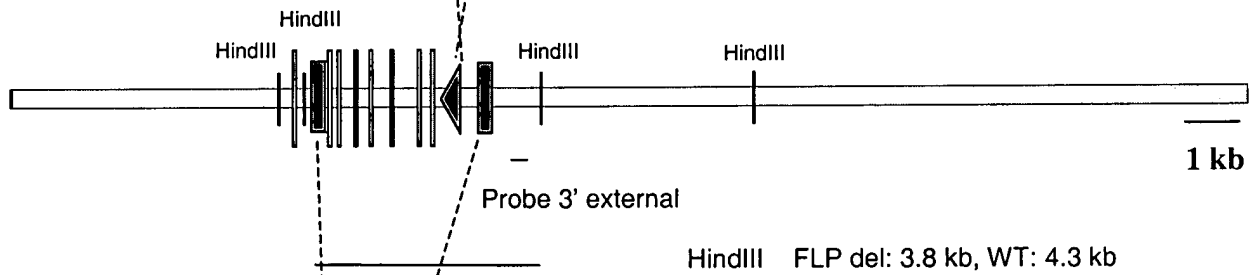 HindIII
HindIII
HindIII
HindIII
1 kb
Probe 3' external
HindIII FLP del: 3.8 kb, WT: 4.3 kb